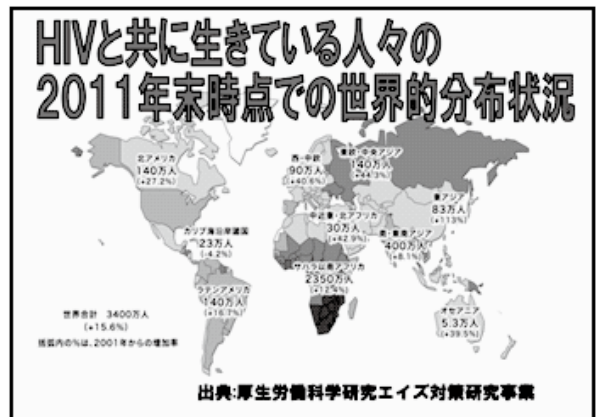 HIVと共に生きている人々の
2011年末時点での世界的分布状況
北アメリカ
140万人
(+27.2%)
西・中欧
90万人
(+40.6%)
東欧・中央アジア
140万人
(+44.3%)
東アジア
83万人
(+113%)
中近東・北アフリカ
30万人
(+42.9%)
カリブ海沿岸諸国
23万人
(-4.2%)
南・東南アジア
400万人
(+8.1%)
サハラ以南アフリカ
2350万人
(+12.4%)
ラテンアメリカ
140万人
(+16.7%)
オセアニア
5.3万人
(+39.5%)
世界合計 3400万人
(+15.6%)
括弧内の%は、2001年からの増加率
出典:厚生労働科学研究エイズ対策研究事業